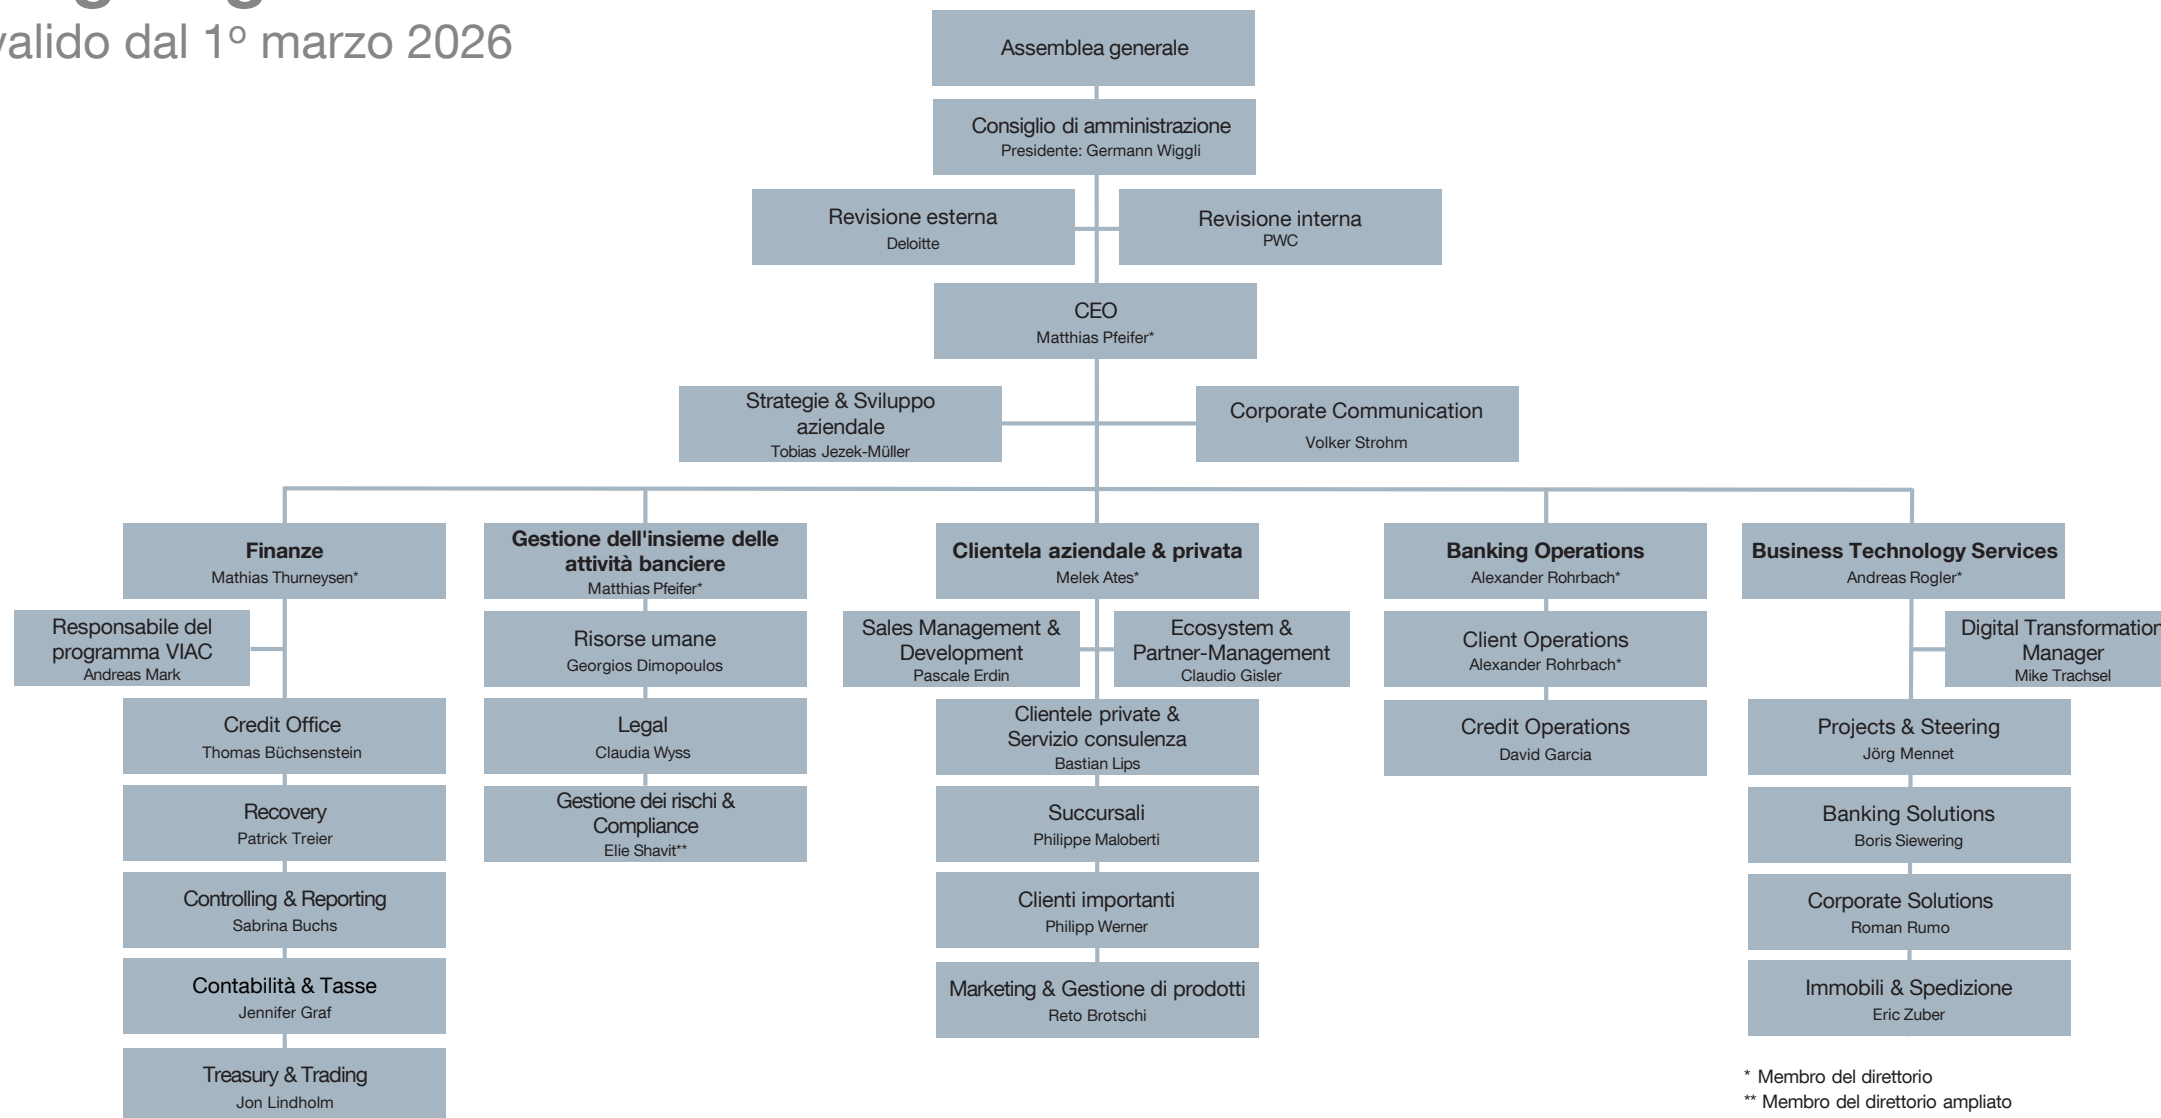 valido dal 1º marzo 2026
Assemblea generale
Consiglio di amministrazione
Presidente: Germann Wiggli
Revisione esterna
Deloitte
Revisione interna
PWC
CEO
Matthias Pfeifer*
Strategie & Sviluppo
aziendale
Tobias Jezek-Müller
Corporate Communication
Volker Strohm
Finanze
Mathias Thurneysen*
Responsabile del
programma VIAC
Andreas Mark
Credit Office
Thomas Büchsenstein
Recovery
Patrick Treier
Controlling & Reporting
Sabrina Buchs
Contabilità & Tasse
Jennifer Graf
Treasury & Trading
Jon Lindholm
Gestione dell'insieme delle
attività banciere
Matthias Pfeifer*
Risorse umane
Georgios Dimopoulos
Legal
Claudia Wyss
Gestione dei rischi &
Compliance
Elie Shavit**
Clientela aziendale & privata
Melek Ates*
Sales Management &
Development
Pascale Erdin
Ecosystem &
Partner-Management
Claudio Gisler
Clientele private &
Servizio consulenza
Bastian Lips
Succursali
Philippe Maloberti
Clienti importanti
Philipp Werner
Marketing & Gestione di prodotti
Reto Brotschi
Banking Operations
Alexander Rohrbach*
Client Operations
Alexander Rohrbach*
Credit Operations
David Garcia
Business Technology Services
Andreas Rogler*
Digital Transformation
Manager
Mike Trachsel
Projects & Steering
Jörg Mennet
Banking Solutions
Boris Siewering
Corporate Solutions
Roman Rumo
Immobili & Spedizione
Eric Zuber
* Membro del direttorio
** Membro del direttorio ampliato